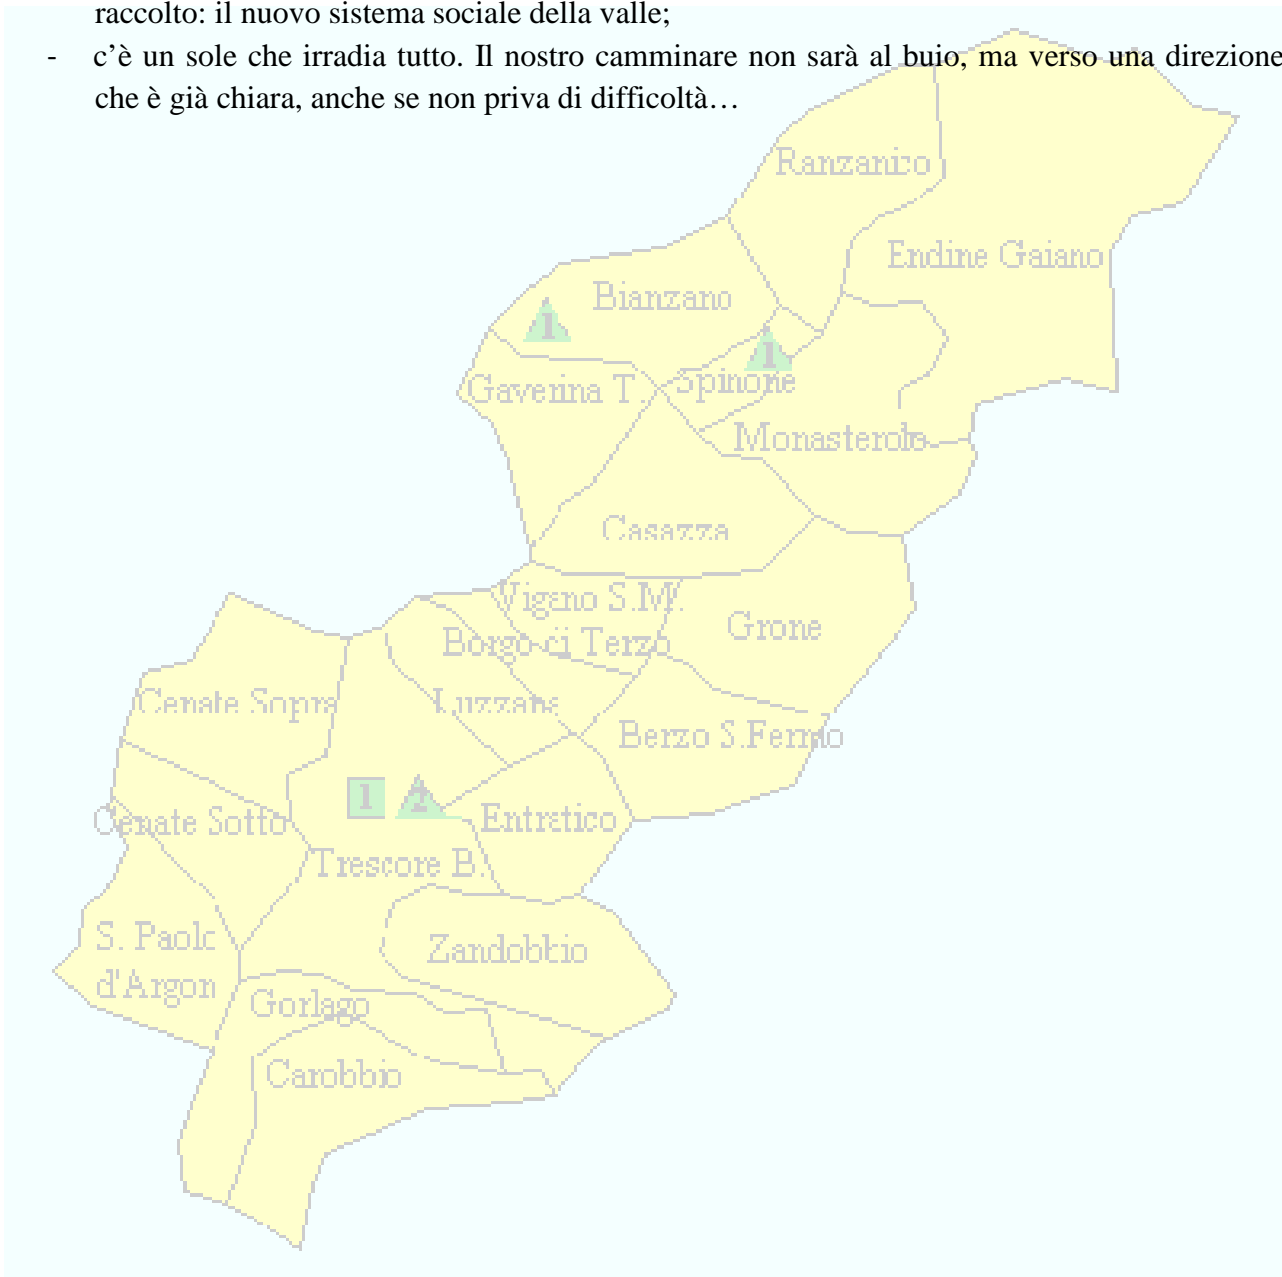 raccolto: il nuovo sistema sociale della valle;
- c’è un sole che irradia tutto. Il nostro camminare non sarà al buio, ma verso una direzione
che è già chiara, anche se non priva di difficoltà…
Ranzanico
Endine Gaiano
Bianzano
1
1
Gaverina T.
Spinone
Monasterolo
Casazza
Vigano S.M.
Grone
Borgo di Terzo
Cenate Sopra
Luzzana
Berzo S.Fermo
1
2
Cenate Sotto
Entratico
Trescore B.
S. Paolo
d'Argon
Zandobbio
Gorlago
Carobbio